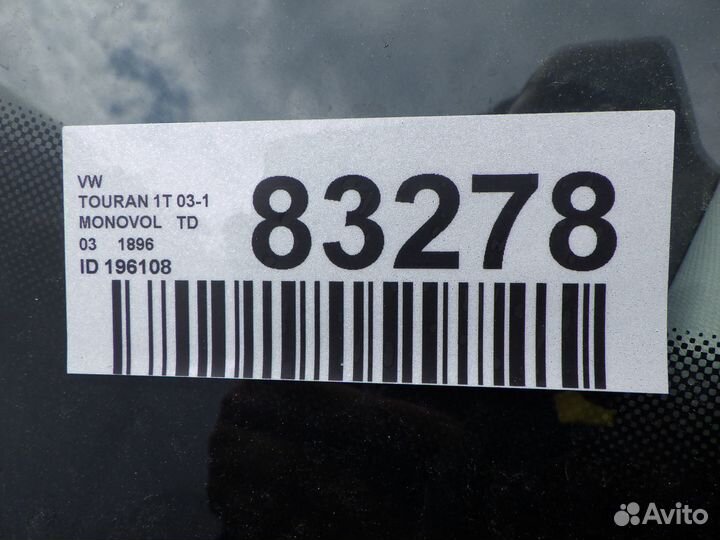 VW
TOURAN 1T 03-1
MONOVOL TD
03 1896
ID 196108
83278
Avito